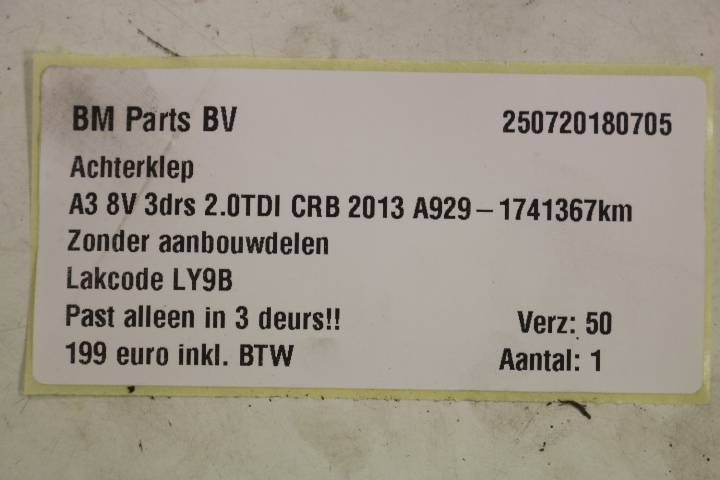 BM Parts BV 250720180705
Achterklep
A3 8V 3drs 2.0TDI CRB 2013 A929 – 1741367km
Zonder aanbouwdelen
Lakcode LY9B
Past alleen in 3 deurs!! Verz: 50
199 euro inkl. BTW Aantal: 1